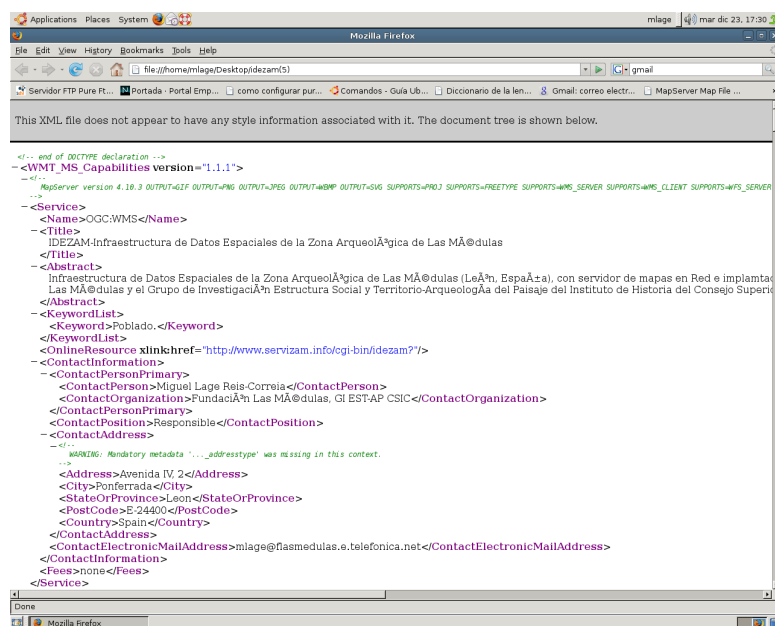 Applications Places System mlage mar dic 23, 17:30
Mozilla Firefox
File Edit View History Bookmarks Tools Help
file:///home/mlage/Desktop/idezam(5) G gmail
Servidor FTP Pure Ft... Portada · Portal Emp... como configurar pur... Comandos - Guía Ub... Diccionario de la len... Gmail: correo electr... MapServer Map File ...
This XML file does not appear to have any style information associated with it. The document tree is shown below.
<!-- end of DOCTYPE declaration -->
−<WMT_MS_Capabilities version="1.1.1">
−<!--
MapServer version 4.10.3 OUTPUT=GIF OUTPUT=PNG OUTPUT=JPEG OUTPUT=WBMP OUTPUT=SVG SUPPORTS=PROJ SUPPORTS=FREETYPE SUPPORTS=WMS_SERVER SUPPORTS=WMS_CLIENT SUPPORTS=WFS_SERVER
-->
−<Service>
<Name>OGC:WMS</Name>
−<Title>
IDEZAM-Infraestructura de Datos Espaciales de la Zona ArqueolÃ³gica de Las MÃ©dulas
</Title>
−<Abstract>
Infraestructura de Datos Espaciales de la Zona ArqueolÃ³gica de Las MÃ©dulas (LeÃ³n, EspaÃ±a), con servidor de mapas en Red e implamtac
Las MÃ©dulas y el Grupo de InvestigaciÃ³n Estructura Social y Territorio-ArqueologÃ­a del Paisaje del Instituto de Historia del Consejo Superio
</Abstract>
−<KeywordList>
<Keyword>Poblado.</Keyword>
</KeywordList>
<OnlineResource xlink:href="http://www.servizam.info/cgi-bin/idezam?"/>
−<ContactInformation>
−<ContactPersonPrimary>
<ContactPerson>Miguel Lage Reis-Correia</ContactPerson>
<ContactOrganization>FundaciÃ³n Las MÃ©dulas, GI EST-AP CSIC</ContactOrganization>
</ContactPersonPrimary>
<ContactPosition>Responsible</ContactPosition>
−<ContactAddress>
−<!--
WARNING: Mandatory metadata '..._addresstype' was missing in this context.
-->
<Address>Avenida IV, 2</Address>
<City>Ponferrada</City>
<StateOrProvince>Leon</StateOrProvince>
<PostCode>E-24400</PostCode>
<Country>Spain</Country>
</ContactAddress>
<ContactElectronicMailAddress>mlage@flasmedulas.e.telefonica.net</ContactElectronicMailAddress>
</ContactInformation>
<Fees>none</Fees>
</Service>
Done
Mozilla Firefox